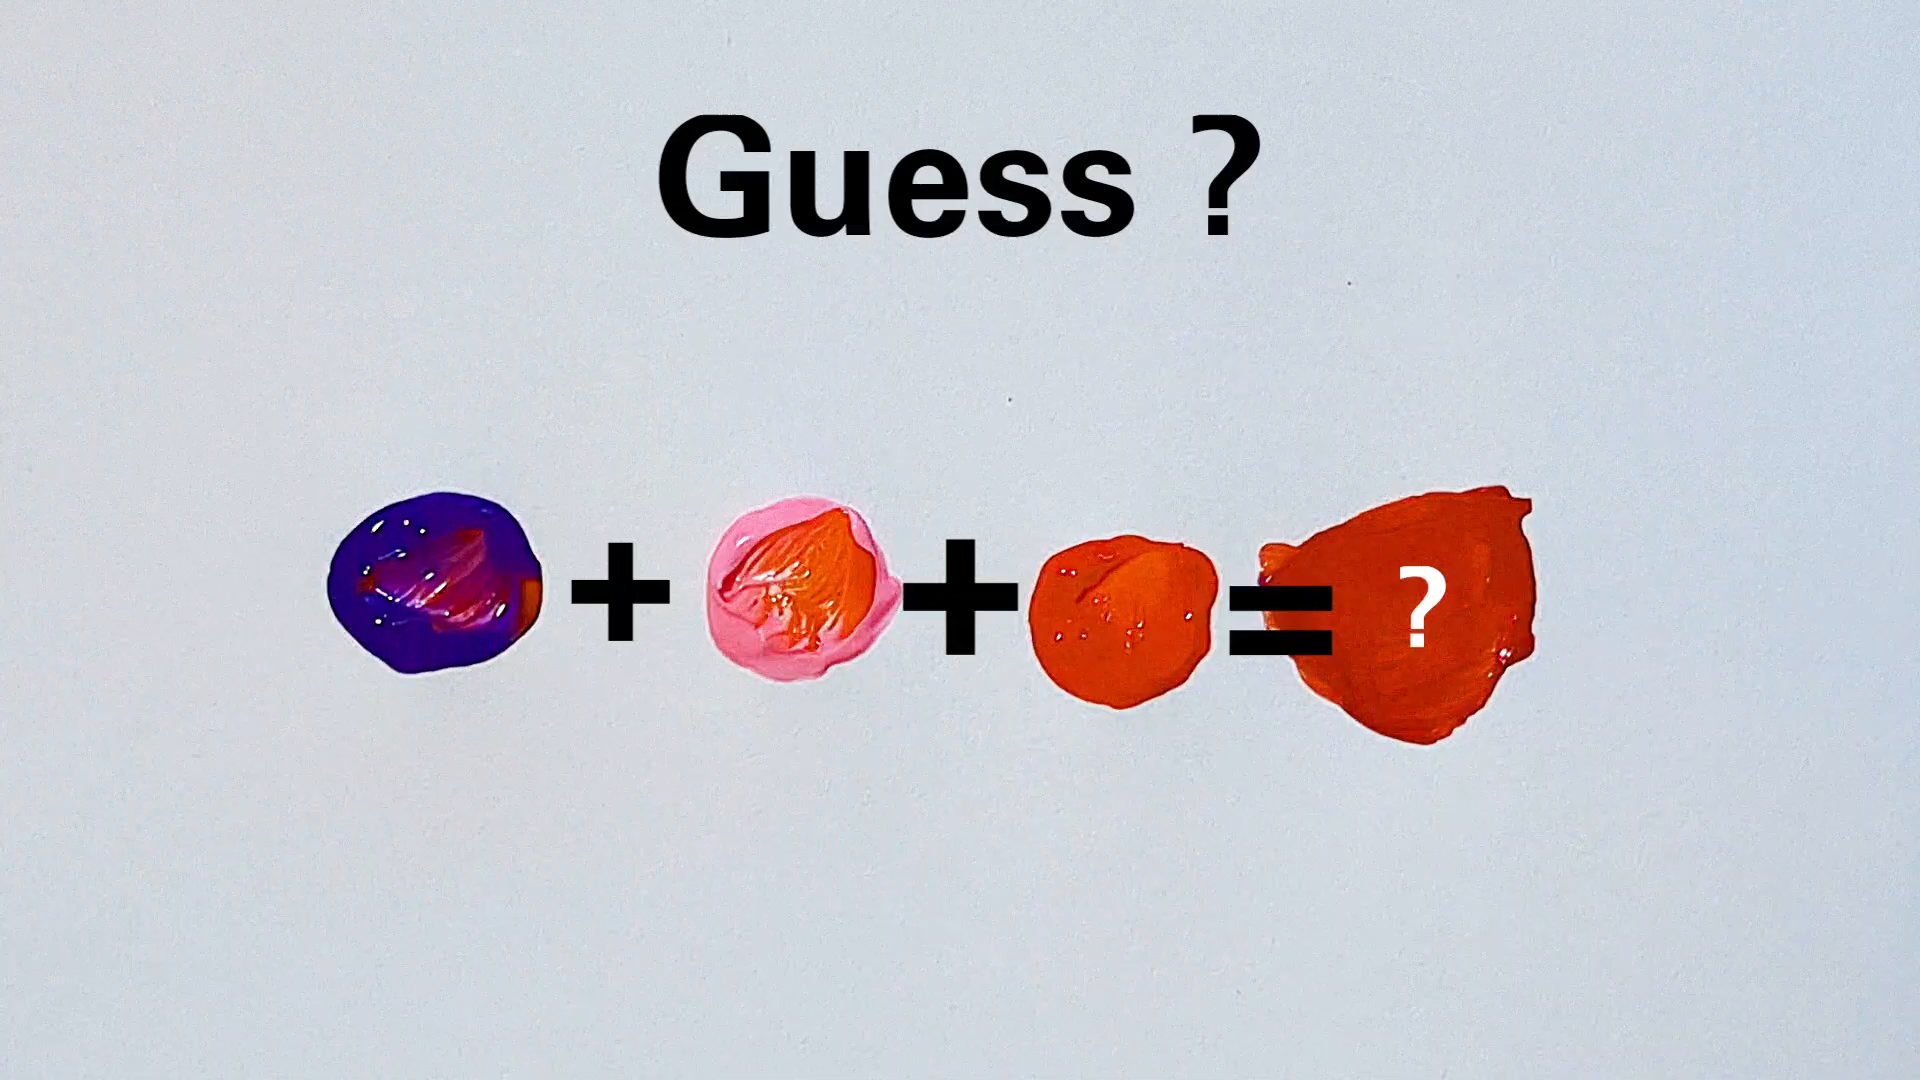 Guess ?
+ + = ?